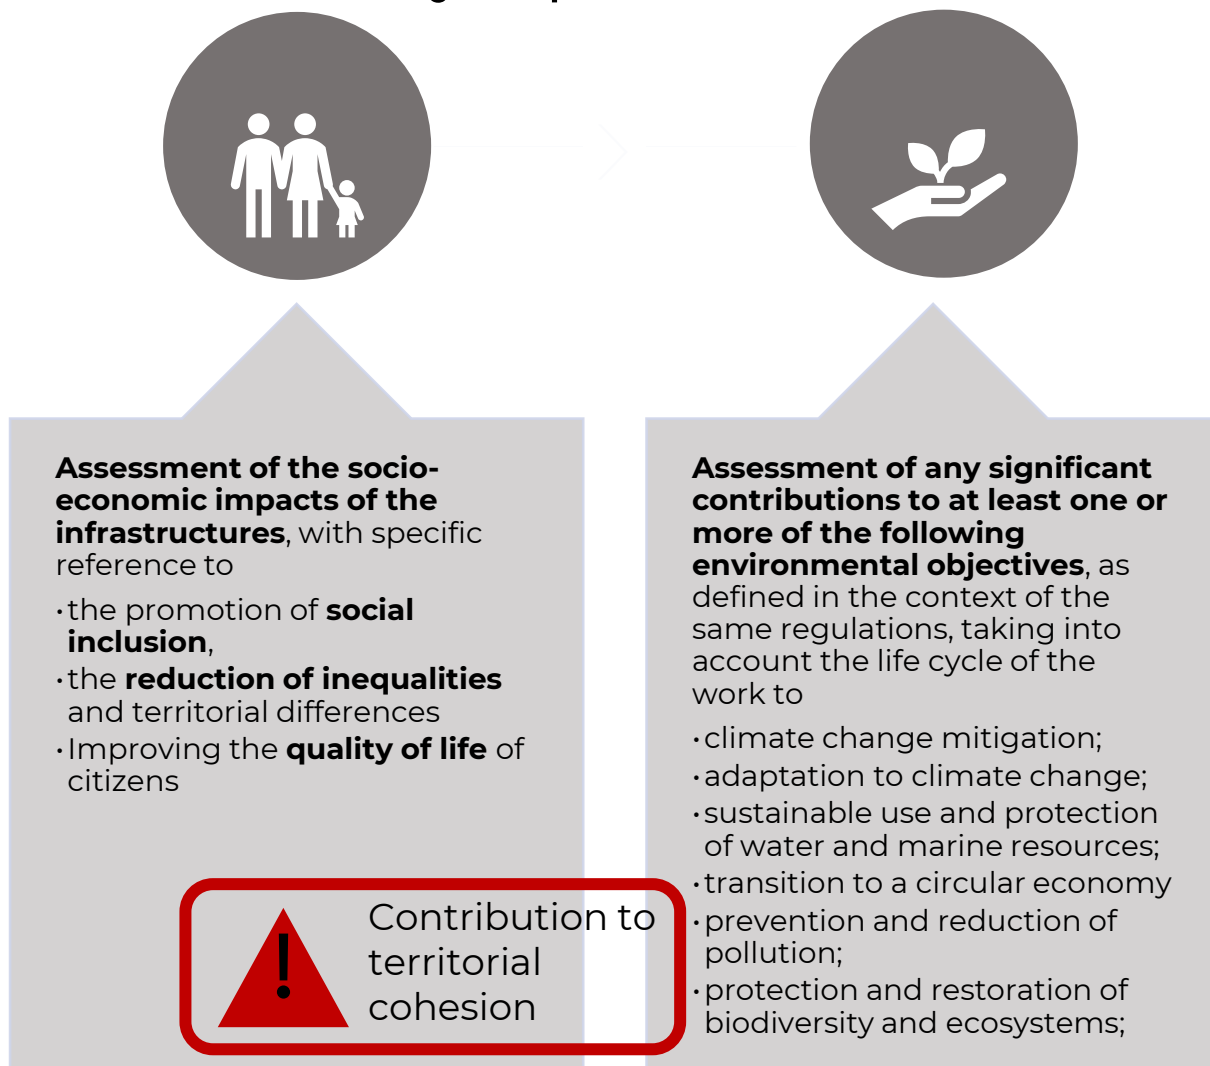 Assessment of the socio-
economic impacts of the
infrastructures, with specific
reference to
·the promotion of social
inclusion,
·the reduction of inequalities
and territorial differences
·Improving the quality of life of
citizens
Contribution to
territorial
cohesion
!
Assessment of any significant
contributions to at least one or
more of the following
environmental objectives, as
defined in the context of the
same regulations, taking into
account the life cycle of the
work to
·climate change mitigation;
·adaptation to climate change;
·sustainable use and protection
of water and marine resources;
·transition to a circular economy
·prevention and reduction of
pollution;
·protection and restoration of
biodiversity and ecosystems;